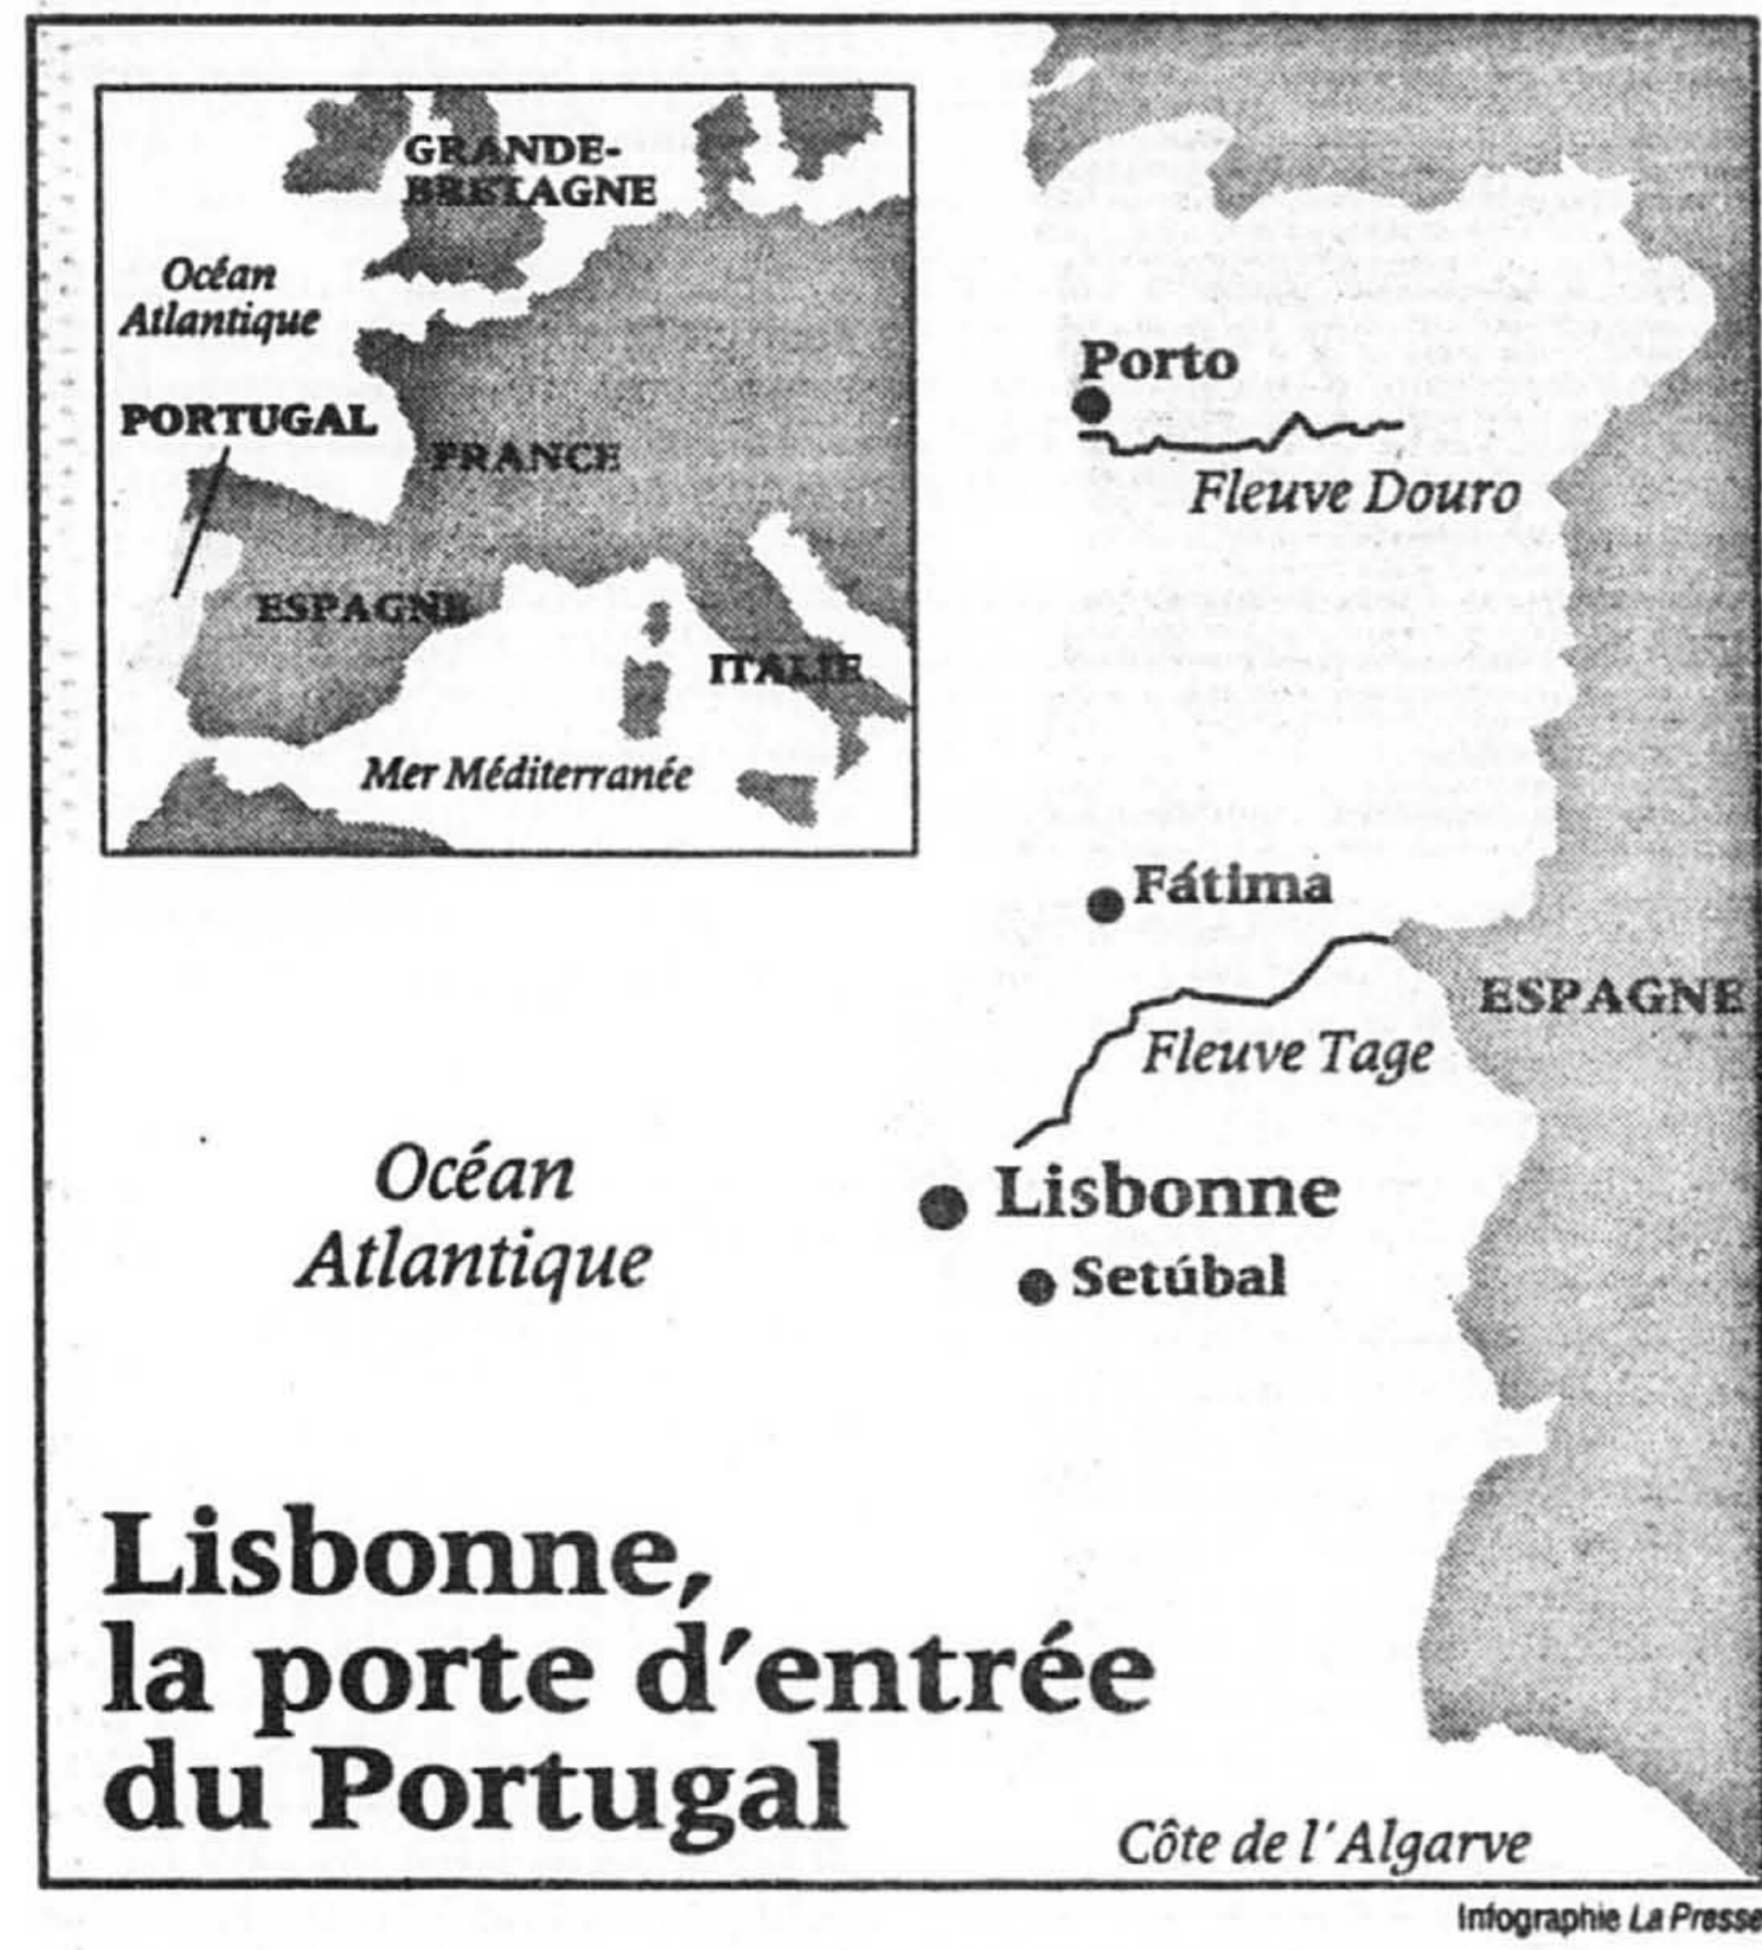 GRANDE-
BRETAGNE
Océan
Atlantique
PORTUGAL
FRANCE
ESPAGNE
ITALIE
Mer Méditerranée
Porto
Fleuve Douro
Fátima
ESPAGNE
Fleuve Tage
Océan
Atlantique
Lisbonne
Setúbal
Lisbonne,
la porte d'entrée
du Portugal
Côte de l'Algarve
Infographie La Presse